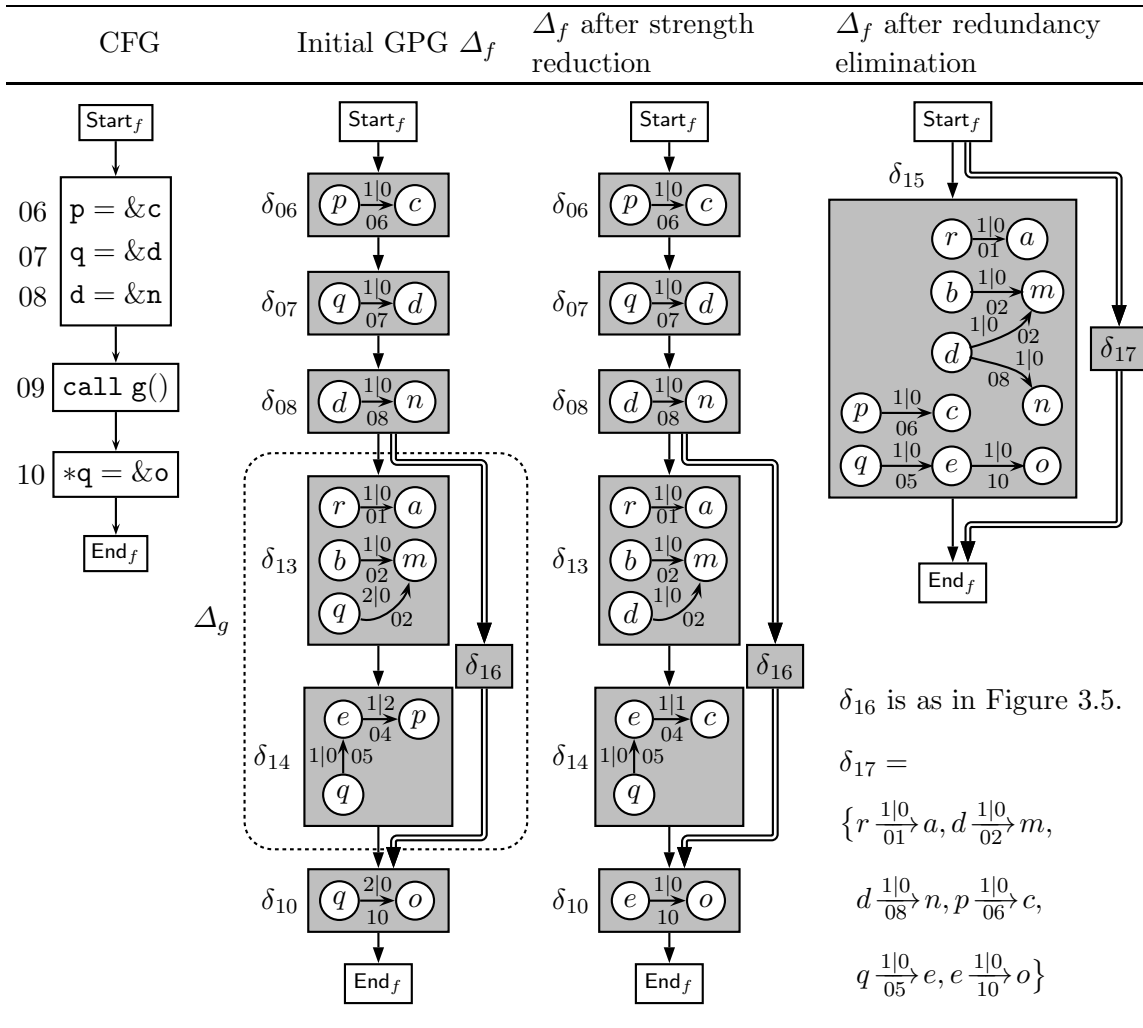 CFG
Initial GPG Δf
Δf after strength
reduction
Δf after redundancy
elimination
Startf
06 p = &c
07 q = &d
08 d = &n
09 call g()
10 *q = &o
Endf
Startf
δ06 p 1|0 06 c
δ07 q 1|0 07 d
δ08 d 1|0 08 n
Δg
δ13
r 1|0 01 a
b 1|0 02 m
q 2|0 02
δ16
δ14
e 1|2 04 p
1|0 05
q
δ10 q 2|0 10 o
Endf
Startf
δ06 p 1|0 06 c
δ07 q 1|0 07 d
δ08 d 1|0 08 n
δ13
r 1|0 01 a
b 1|0 02 m
d 1|0 02
δ16
δ14
e 1|1 04 c
1|0 05
q
δ10 e 1|0 10 o
Endf
Startf
δ15
r 1|0 01 a
b 1|0 02 m
d 1|0 02
1|0 08 n
p 1|0 06 c
q 1|0 05 e 1|0 10 o
δ17
Endf
δ16 is as in Figure 3.5.
δ17 =
{r 1|0 01 a, d 1|0 02 m,
d 1|0 08 n, p 1|0 06 c,
q 1|0 05 e, e 1|0 10 o}